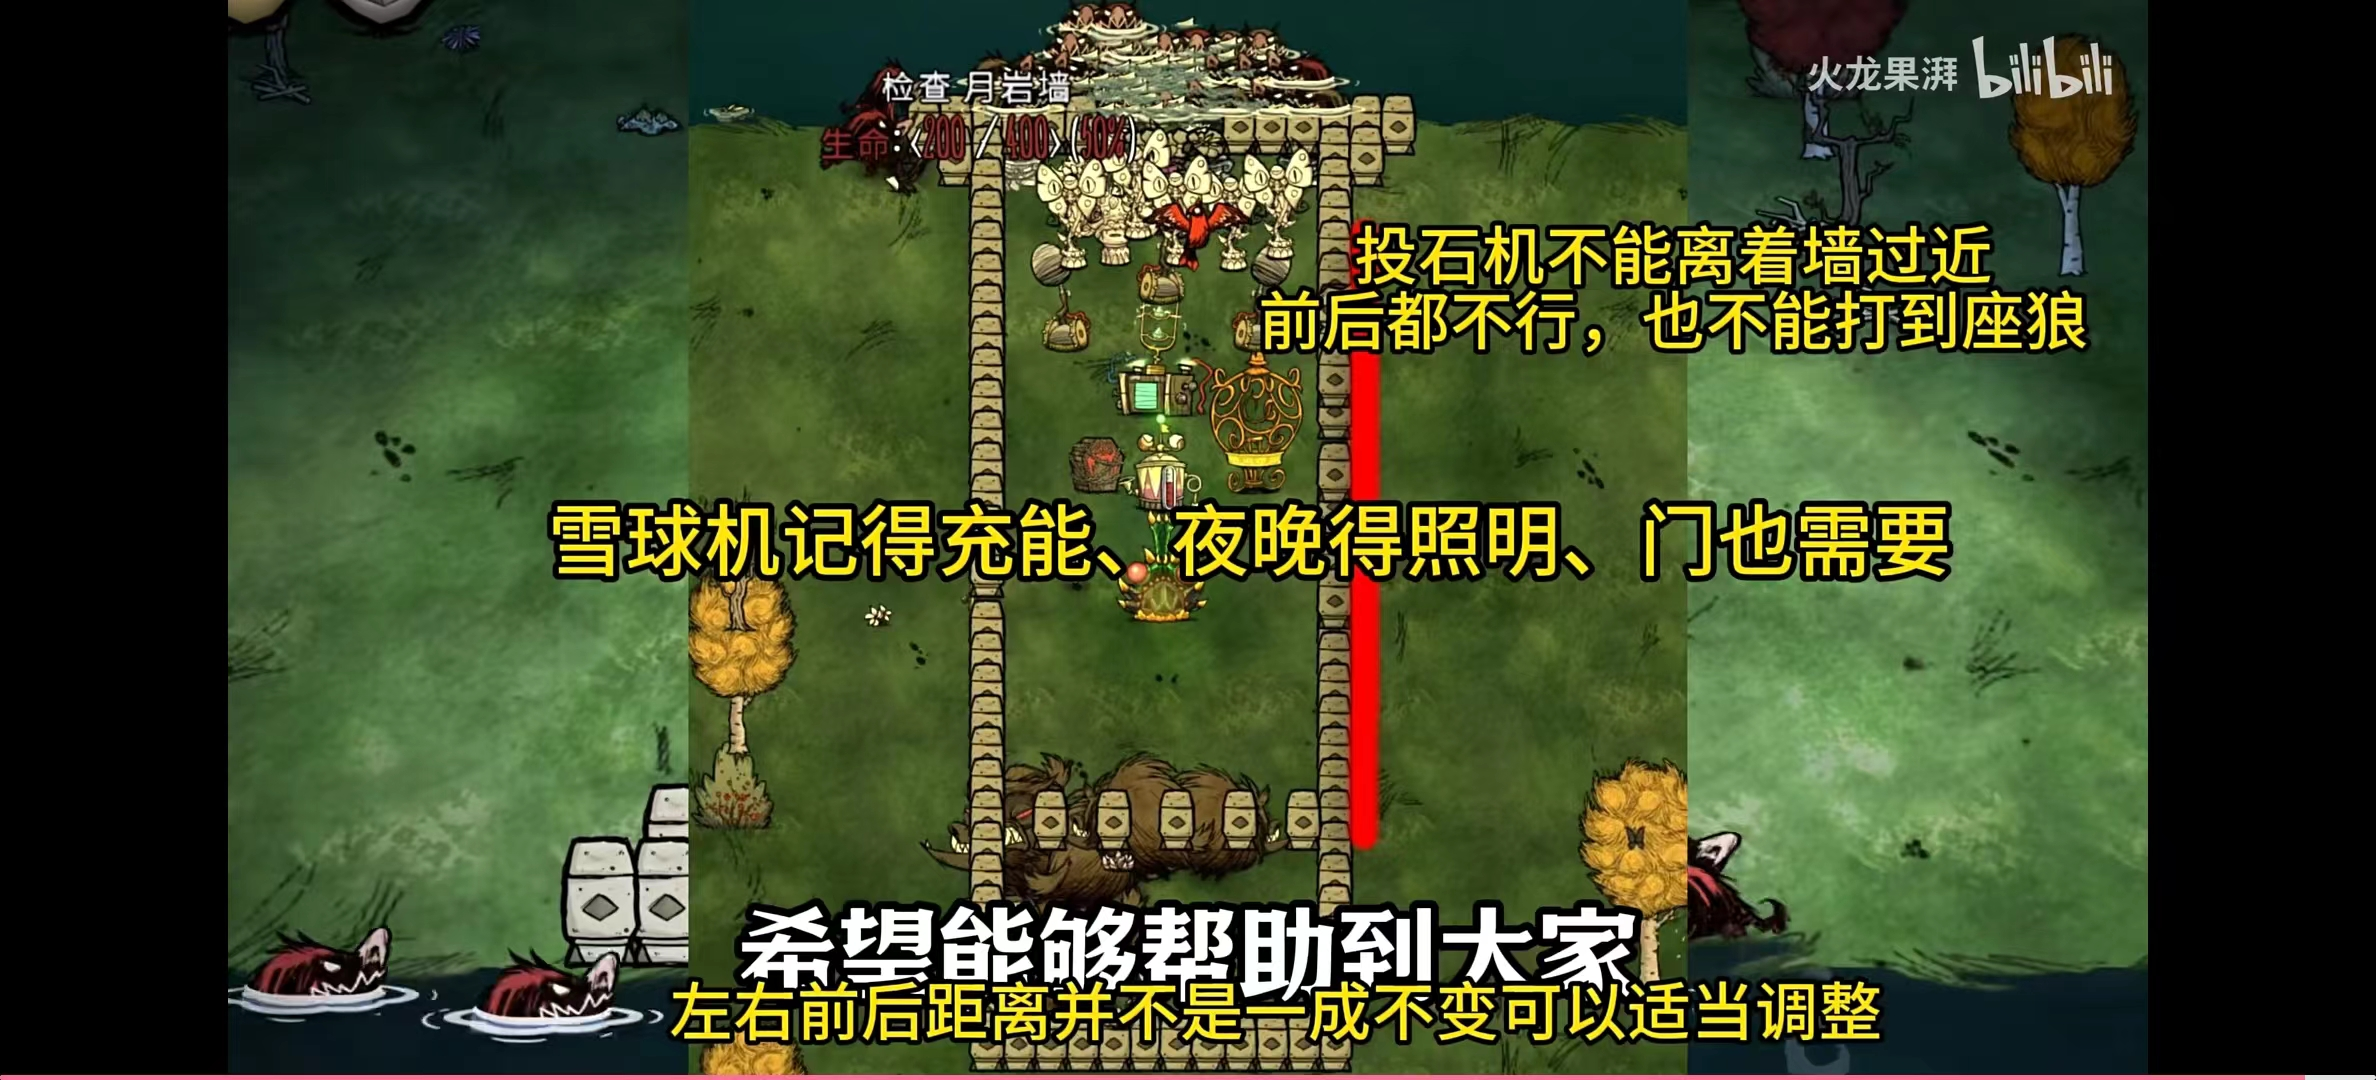 火龙果湃 bilibili
检查 月岩墙
生命:<200 / 400>(50%)
投石机不能离着墙过近
前后都不行，也不能打到座狼
雪球机记得充能、夜晚得照明、门也需要
希望能够帮助到大家
左右前后距离并不是一成不变可以适当调整